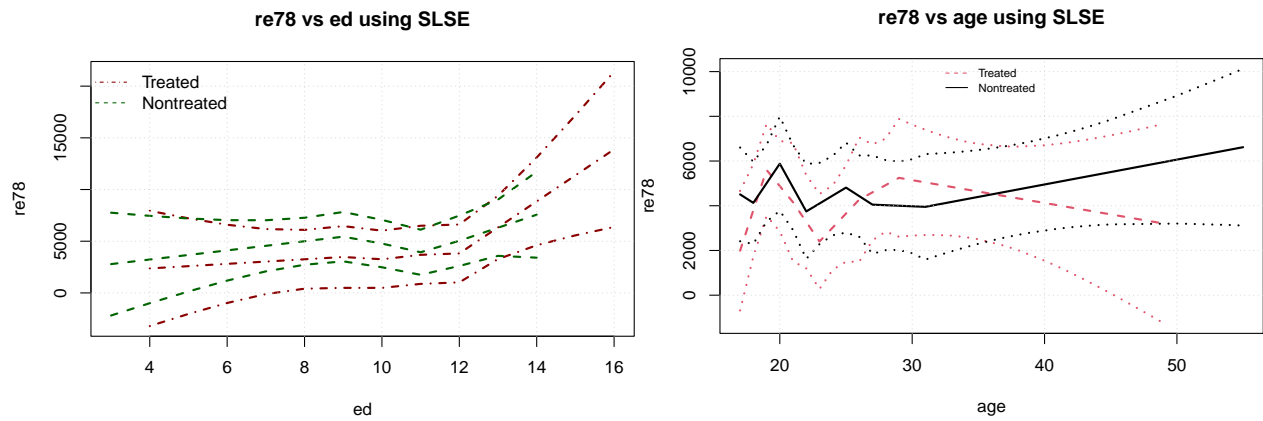 re78 vs ed using SLSE
Treated
Nontreated
15000
5000
0
re78
4 6 8 10 12 14 16
ed
re78 vs age using SLSE
Treated
Nontreated
10000
6000
2000
0
re78
20 30 40 50
age